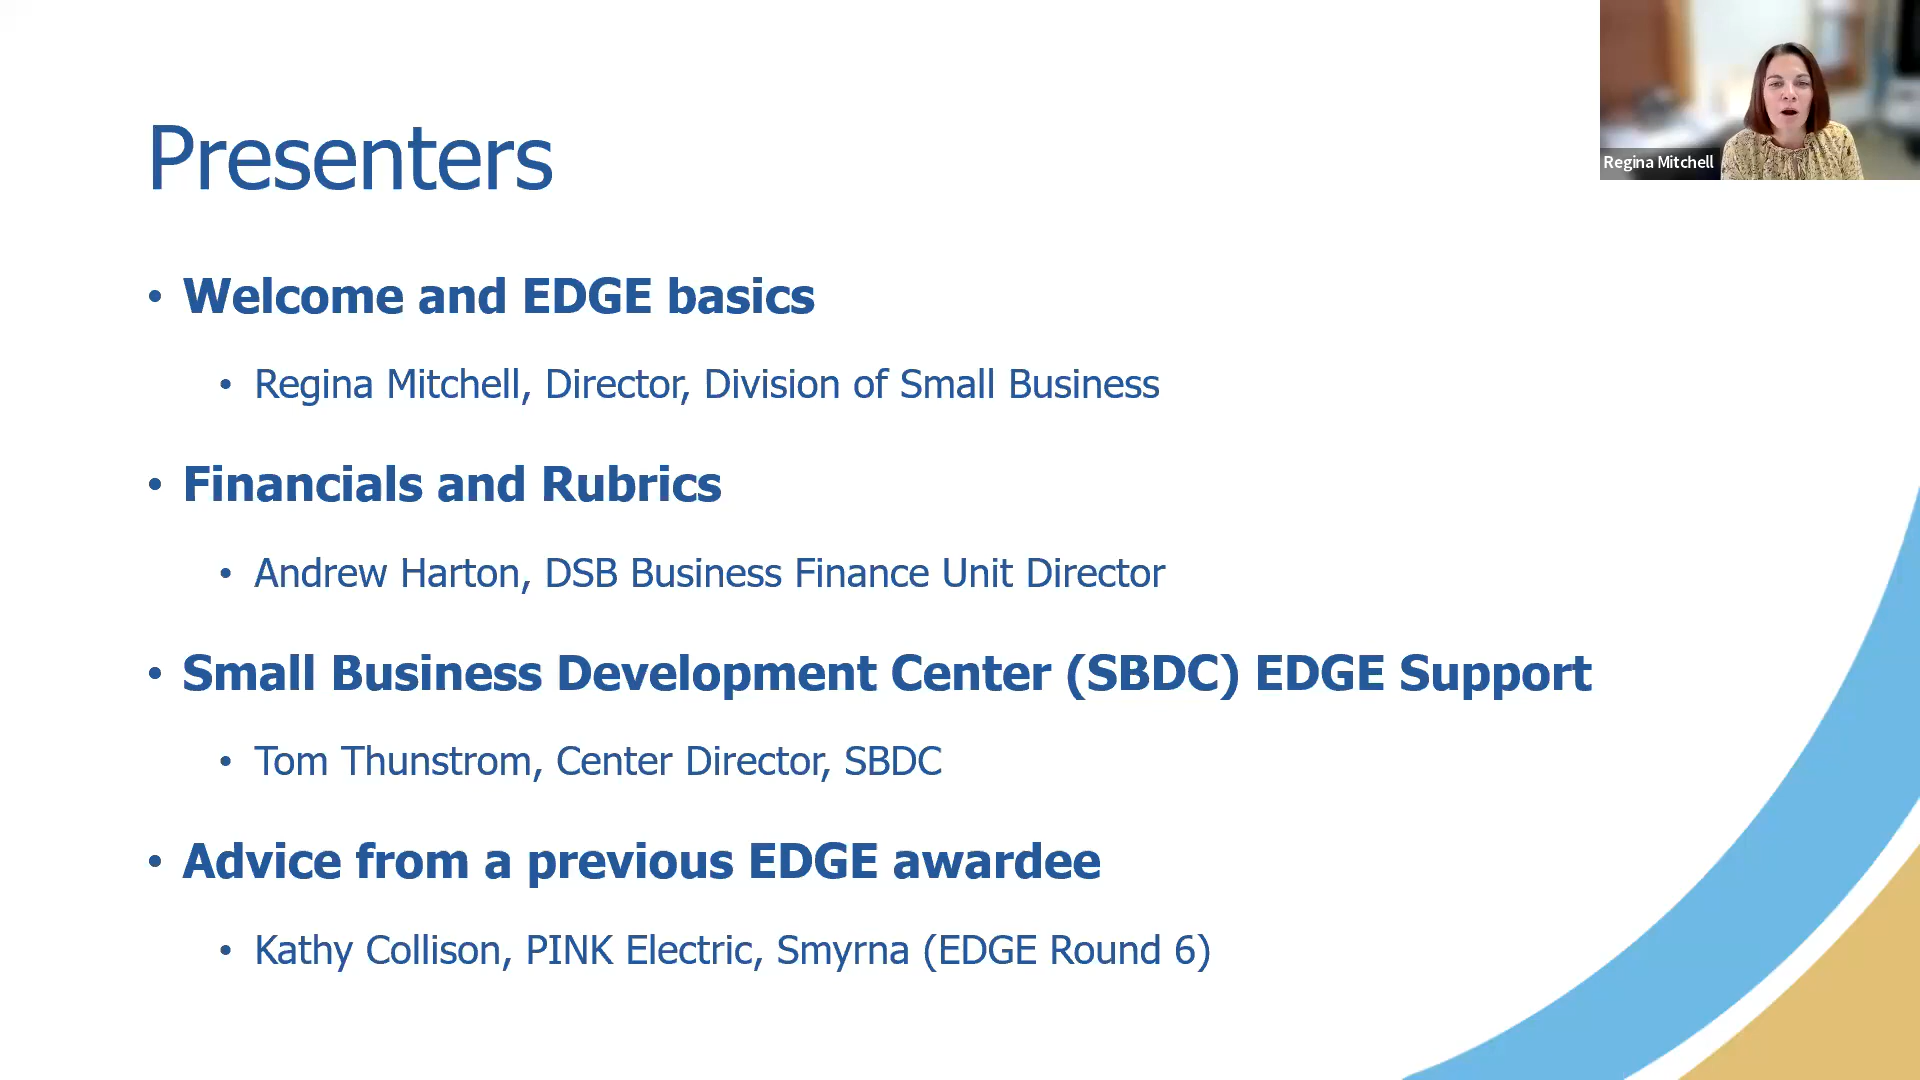 Presenters
Regina Mitchell
• Welcome and EDGE basics
• Regina Mitchell, Director, Division of Small Business
• Financials and Rubrics
• Andrew Harton, DSB Business Finance Unit Director
• Small Business Development Center (SBDC) EDGE Support
• Tom Thunstrom, Center Director, SBDC
• Advice from a previous EDGE awardee
• Kathy Collison, PINK Electric, Smyrna (EDGE Round 6)